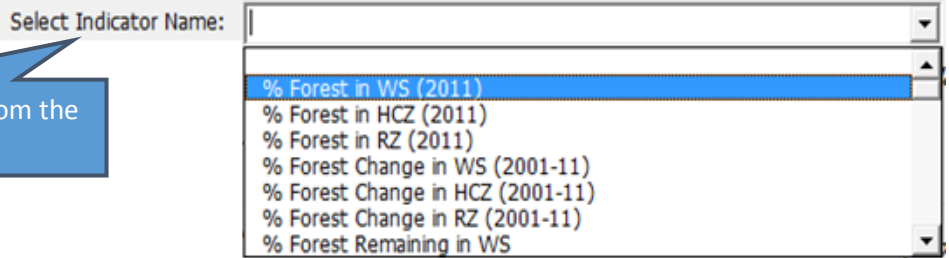 Select Indicator Name:
% Forest in WS (2011)
% Forest in HCZ (2011)
% Forest in RZ (2011)
% Forest Change in WS (2001-11)
% Forest Change in HCZ (2001-11)
% Forest Change in RZ (2001-11)
% Forest Remaining in WS
om the